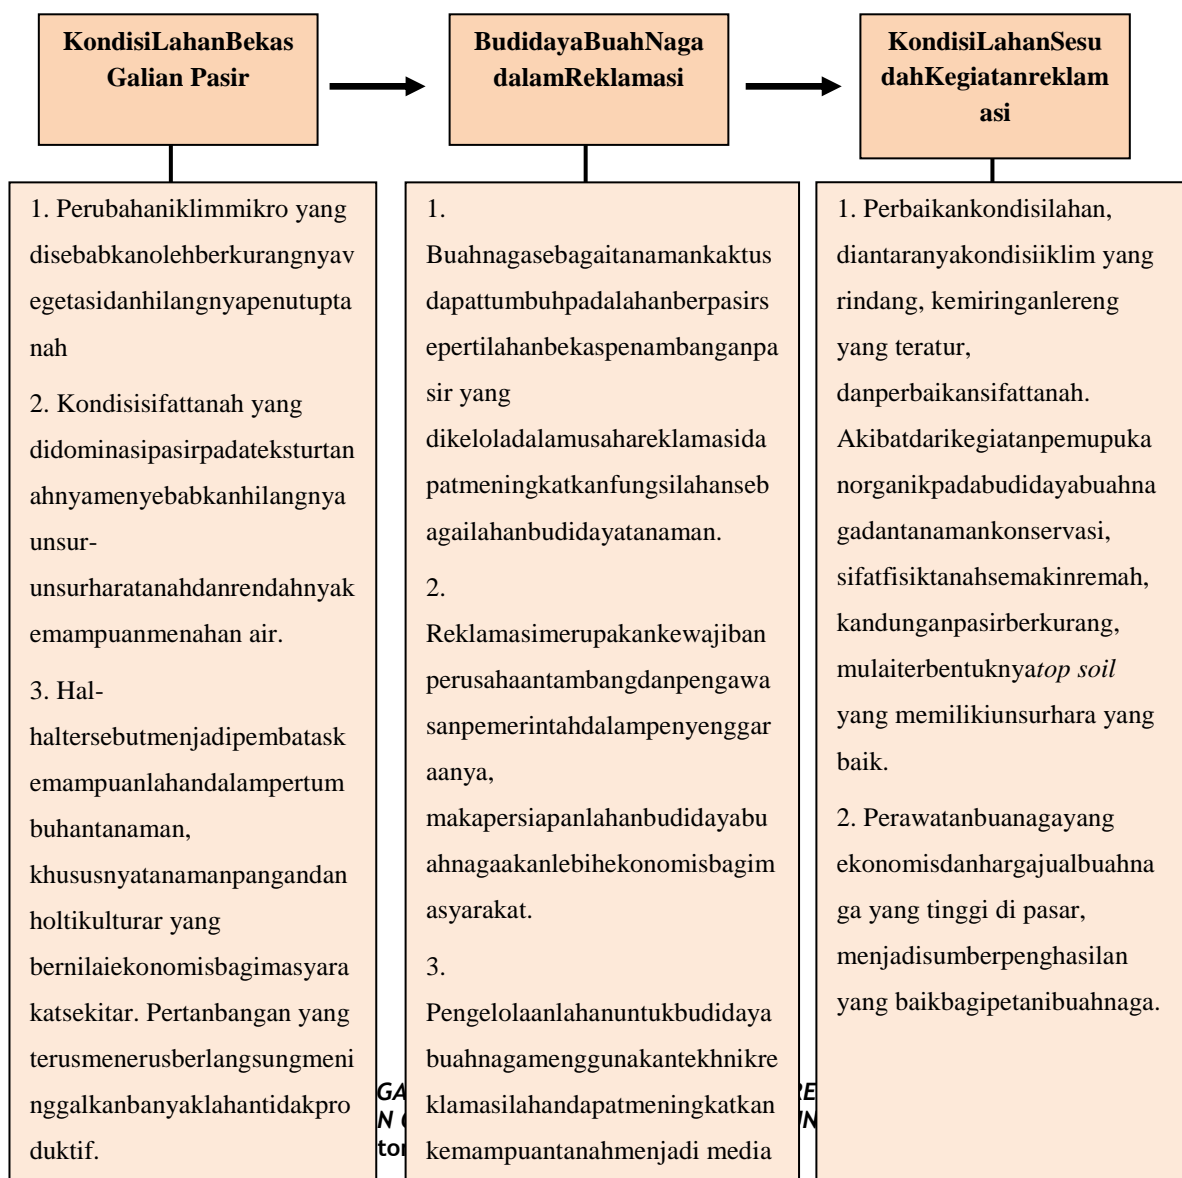 KondisiLahanBekas
Galian Pasir
BudidayaBuahNaga
dalamReklamasi
KondisiLahanSesu
dahKegiatanreklam
asi
1. Perubahaniklimmikro yang
disebabkanolehberkurangnyav
egetasidanhilangnyapenutupta
nah
2. Kondisisifattanah yang
didominasipasirpadateksturtan
ahnyamenyebabkanhilangnya
unsur-
unsurharatanahdanrendahnyak
emampuanmenahan air.
3. Hal-
haltersebutmenjadipembatask
emampuanlahandalampertum
buhantanaman,
khususnyatanamanpangandan
holtikulturar yang
bernilaiekonomisbagimasyara
katsekitar. Pertanbangan yang
terusmenerusberlangsungmeni
nggalkanbanyaklahantidakpro
duktif.
1.
Buahnagasebagaitanamankaktus
dapattumbuhpadalahanberpasirs
epertilahanbekaspenambanganpa
sir yang
dikeloladalamusahareklamasida
patmeningkatkanfungsilahanseb
agailahanbudidayatanaman.
2.
Reklamasimerupakankewajiban
perusahaantambangdanpengawa
sanpemerintahdalampenyenggar
aanya,
makapersiapanlahanbudidayabu
ahnagaakanlebihekonomisbagim
asyarakat.
3.
Pengelolaanlahanuntukbudidaya
buahnagamenggunakantekhnikre
klamasilahandapatmeningkatkan
kemampuantanahmenjadi media
1. Perbaikankondisilahan,
diantaranyakondisiiklim yang
rindang, kemiringanlereng
yang teratur,
danperbaikansifattanah.
Akibatdarikegiatanpemupuka
norganikpadabudidayabuahna
gadantanamankonservasi,
sifatfisiktanahsemakinremah,
kandunganpasirberkurang,
mulaiterbentuknyatop soil
yang memilikiunsurhara yang
baik.
2. Perawatanbuanagayang
ekonomisdanhargajualbuahna
ga yang tinggi di pasar,
menjadisumberpenghasilan
yang baikbagipetanibuahnaga.